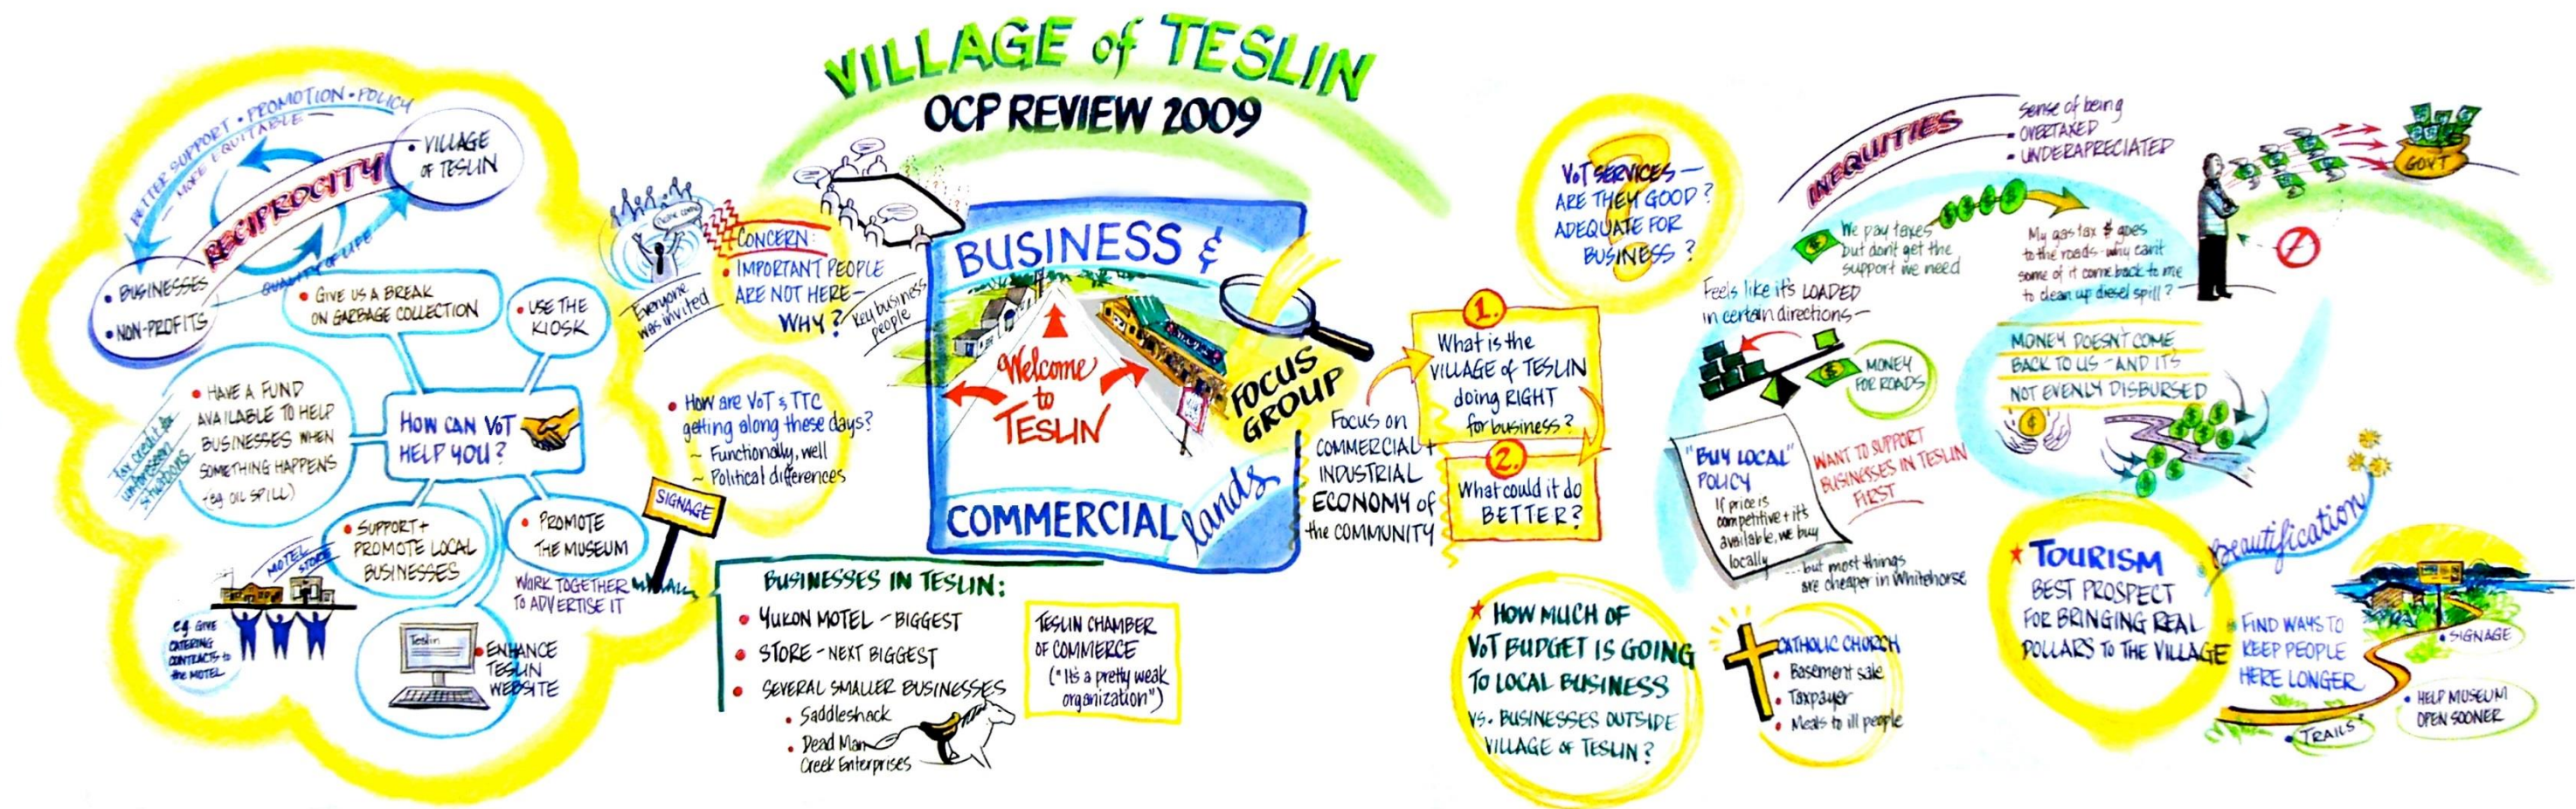 VILLAGE of TESLIN
OCP REVIEW 2009
BETTER SUPPORT • PROMOTION • POLICY
— MORE EQUITABLE —
RECIPROCITY
• VILLAGE
OF TESLIN
• BUSINESSES
• NON-PROFITS
QUALITY OF LIFE
• GIVE US A BREAK
ON GARBAGE COLLECTION
• USE THE
KIOSK
• HAVE A FUND
AVAILABLE TO HELP
BUSINESSES WHEN
SOMETHING HAPPENS
(eg. OIL SPILL)
Tax credit for
unforeseen
situations
HOW CAN VoT
HELP YOU?
• SUPPORT +
PROMOTE LOCAL
BUSINESSES
MOTEL
STORE
eg. GIVE
CATERING
CONTRACTS to
the MOTEL
• PROMOTE
THE MUSEUM
WORK TOGETHER
TO ADVERTISE IT
SIGNAGE
Teslin
• ENHANCE
TESLIN
WEBSITE
Everyone
was invited
CONCERN:
• IMPORTANT PEOPLE
ARE NOT HERE—
WHY?
Key business
people
• How are VoT & TTC
getting along these days?
~ Functionally, well
~ Political differences
BUSINESS &
COMMERCIAL lands
Welcome
to
TESLIN
FOCUS
GROUP
BUSINESSES IN TESLIN:
• YUKON MOTEL - BIGGEST
• STORE - NEXT BIGGEST
• SEVERAL SMALLER BUSINESSES
• Saddleshack
• Dead Man
Creek Enterprises
TESLIN CHAMBER
OF COMMERCE
("It's a pretty weak
organization")
Focus on
COMMERCIAL +
INDUSTRIAL
ECONOMY of
the COMMUNITY
1.
What is the
VILLAGE of TESLIN
doing RIGHT
for business?
2.
What could it do
BETTER?
VoT SERVICES —
ARE THEY GOOD?
ADEQUATE FOR
BUSINESS?
?
★ HOW MUCH OF
VoT BUDGET IS GOING
TO LOCAL BUSINESS
VS. BUSINESSES OUTSIDE
VILLAGE OF TESLIN?
INEQUITIES
Sense of being
• OVERTAXED
• UNDERAPRECIATED
GOVT
$ $ $ $
We pay taxes
but don't get the
support we need
My gas tax $ goes
to the roads - why can't
some of it come back to me
to clean up diesel spill?
Feels like it's LOADED
in certain directions —
MONEY
FOR ROADS
MONEY DOESN'T COME
BACK TO US - AND IT'S
NOT EVENLY DISBURSED
"BUY LOCAL"
POLICY
If price is
competitive + it's
available, we buy
locally
...but most things
are cheaper in Whitehorse
WANT TO SUPPORT
BUSINESSES IN TESLIN
FIRST
CATHOLIC CHURCH
• Basement sale
• Taxpayer
• Meals to ill people
★ TOURISM
BEST PROSPECT
FOR BRINGING REAL
DOLLARS TO THE VILLAGE
Beautification
• FIND WAYS TO
KEEP PEOPLE
HERE LONGER
• SIGNAGE
• HELP MUSEUM
OPEN SOONER
• TRAILS?